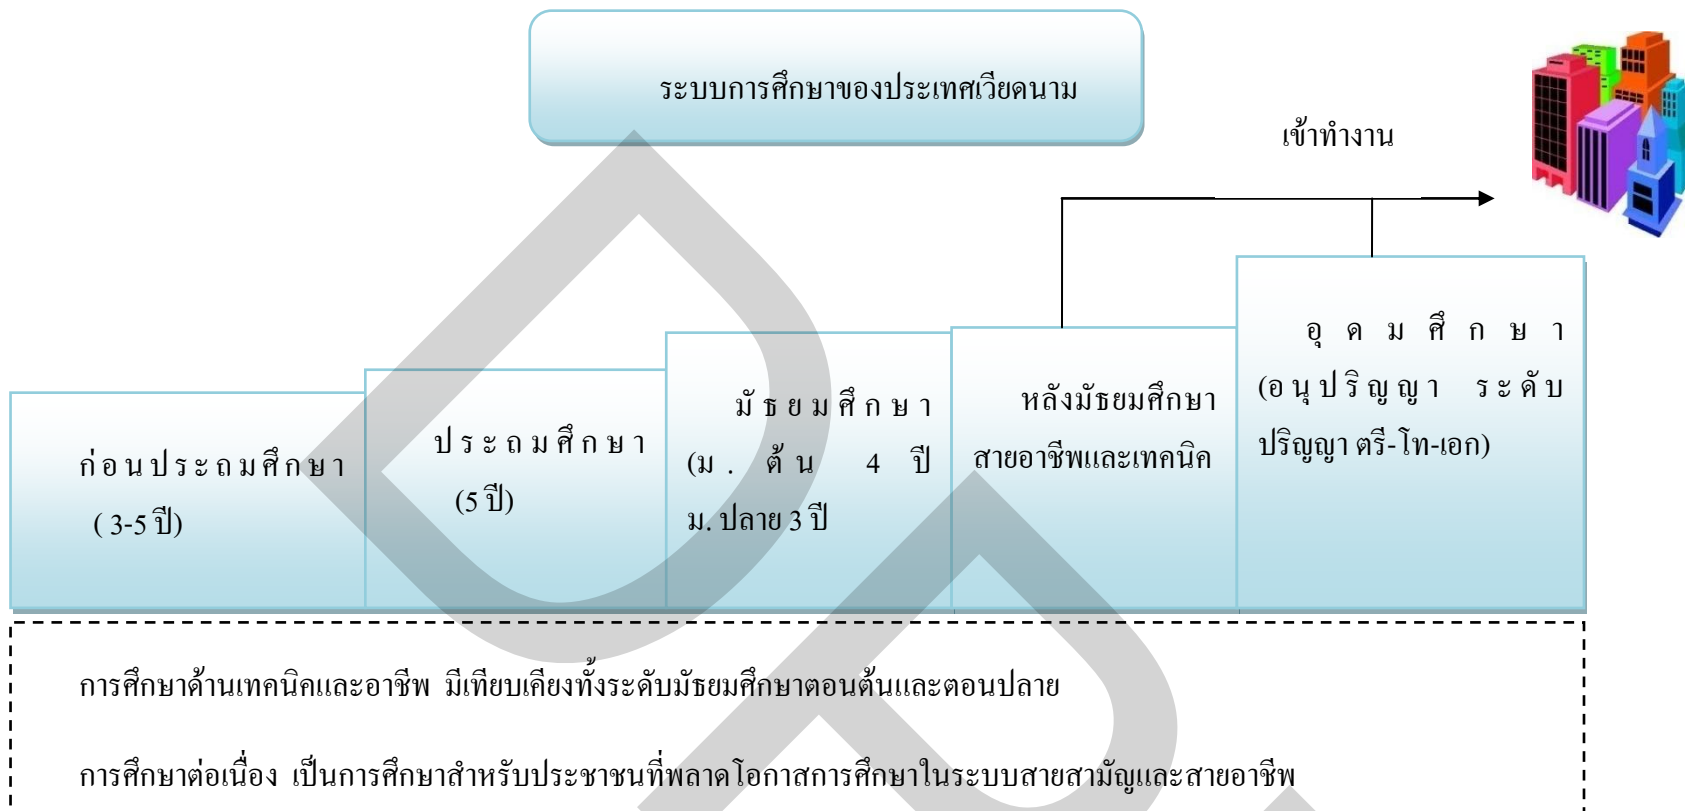 ระบบการศึกษาของประเทศเวียดนาม
เข้าทำงาน
ก่อนประถมศึกษา
( 3-5 ปี)
ประถมศึกษา
(5 ปี)
มัธยมศึกษา
(ม. ต้น 4 ปี
ม. ปลาย 3 ปี
หลังมัธยมศึกษา
สายอาชีพและเทคนิค
อุดมศึกษา
(อนุปริญญา ระดับ
ปริญญา ตรี-โท-เอก)
การศึกษาด้านเทคนิคและอาชีพ มีเทียบเคียงทั้งระดับมัธยมศึกษาตอนต้นและตอนปลาย
การศึกษาต่อเนื่อง เป็นการศึกษาสำหรับประชาชนที่พลาดโอกาสการศึกษาในระบบสายสามัญและสายอาชีพ